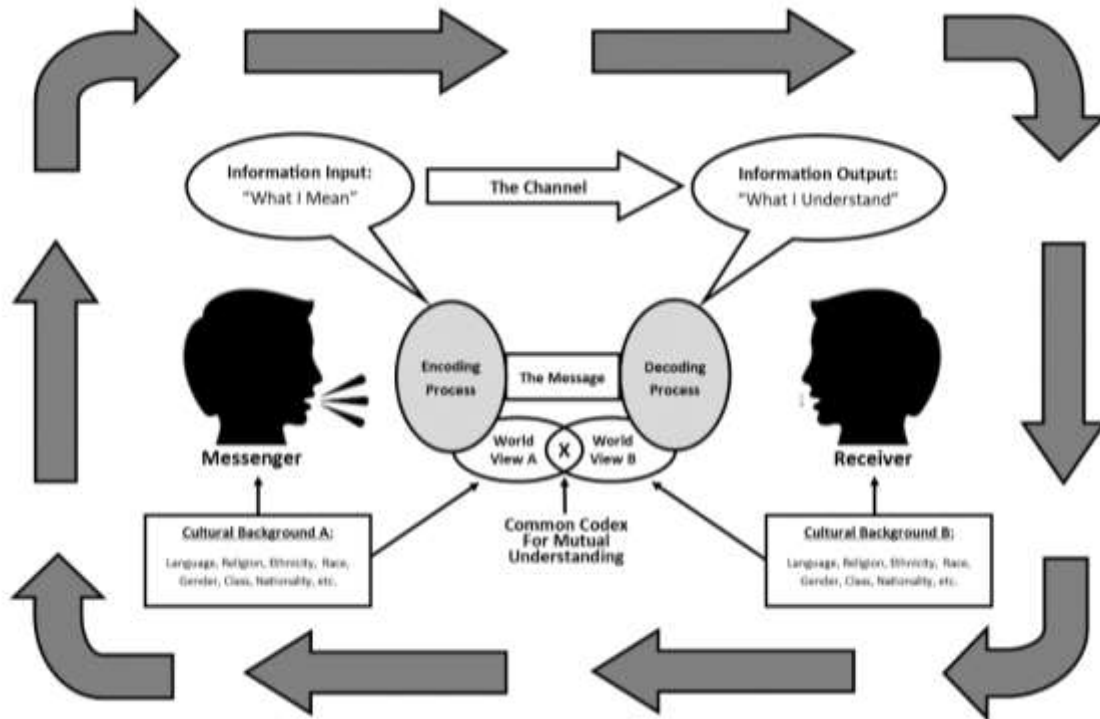 Information Input:
“What I Mean”
The Channel
Information Output:
“What I Understand”
Encoding
Process
The Message
Decoding
Process
World
View A
X
World
View B
Messenger
Receiver
Cultural Background A:
Language, Religion, Ethnicity, Race,
Gender, Class, Nationality, etc.
Common Codex
For Mutual
Understanding
Cultural Background B:
Language, Religion, Ethnicity, Race,
Gender, Class, Nationality, etc.